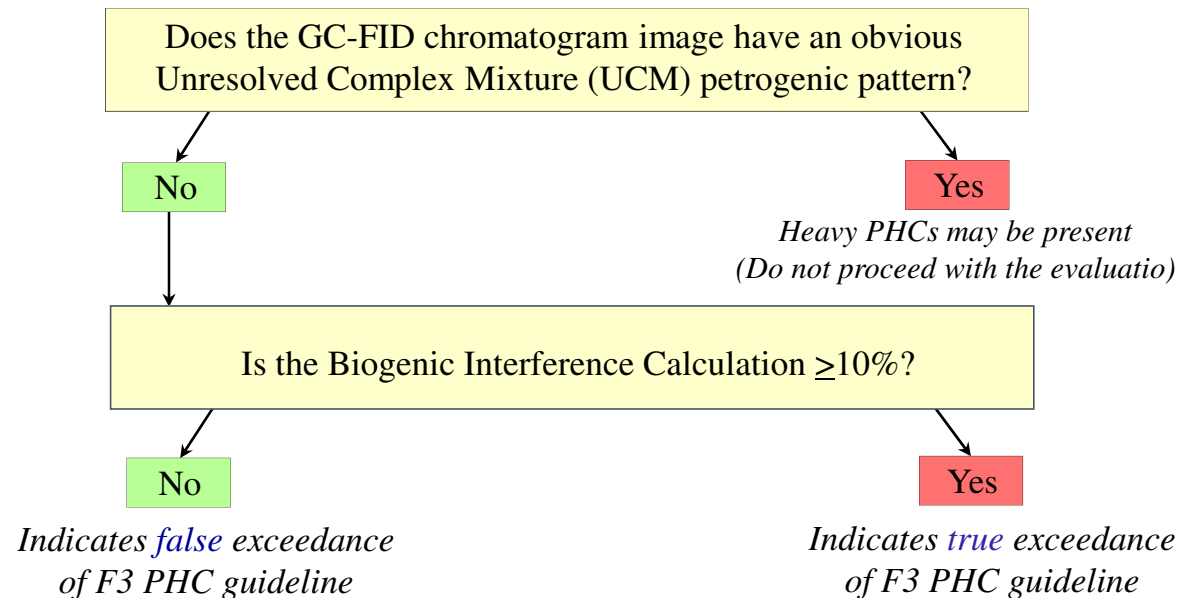 Does the GC-FID chromatogram image have an obvious
Unresolved Complex Mixture (UCM) petrogenic pattern?
No
Yes
Heavy PHCs may be present
(Do not proceed with the evaluatio)
Is the Biogenic Interference Calculation ≥10%?
No
Yes
Indicates false exceedance
of F3 PHC guideline
Indicates true exceedance
of F3 PHC guideline